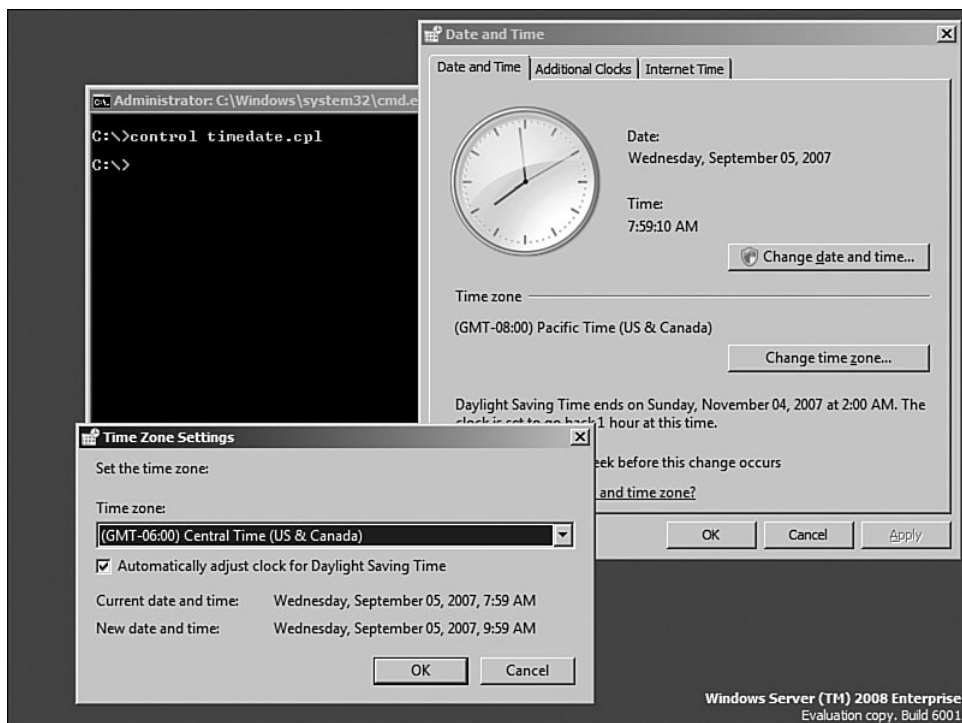 Administrator: C:\Windows\system32\cmd.e
C:\>control timedate.cpl
C:\>
Date and Time
Date and Time
Additional Clocks
Internet Time
Date:
Wednesday, September 05, 2007
Time:
7:59:10 AM
Change date and time...
Time zone
(GMT-08:00) Pacific Time (US & Canada)
Change time zone...
Daylight Saving Time ends on Sunday, November 04, 2007 at 2:00 AM. The
clock is set to go back 1 hour at this time.
eek before this change occurs
and time zone?
OK
Cancel
Apply
Time Zone Settings
Set the time zone:
Time zone:
(GMT-06:00) Central Time (US & Canada)
Automatically adjust clock for Daylight Saving Time
Current date and time: Wednesday, September 05, 2007, 7:59 AM
New date and time: Wednesday, September 05, 2007, 9:59 AM
OK
Cancel
Windows Server (TM) 2008 Enterprise
Evaluation copy. Build 6001